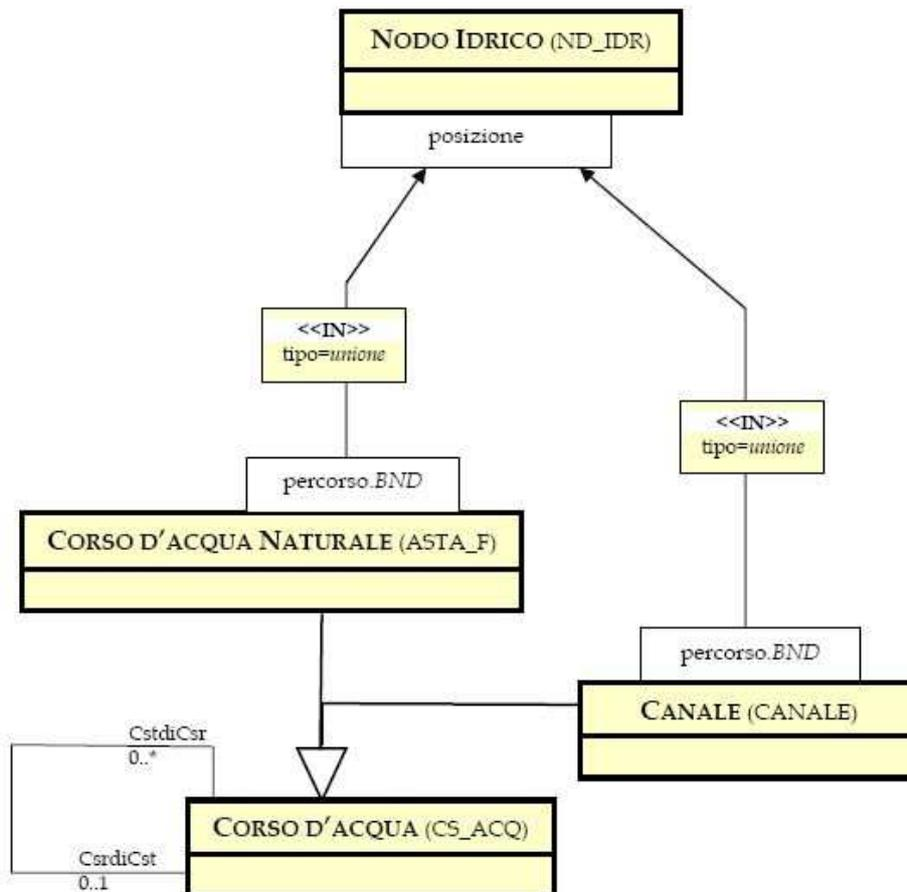 NODO IDRICO (ND_IDR)
posizione
<<IN>>
tipo=unione
<<IN>>
tipo=unione
percorso.BND
CORSO D'ACQUA NATURALE (ASTA_F)
percorso.BND
CANALE (CANALE)
CstdiCsr
0..*
CORSO D'ACQUA (CS_ACQ)
CsrdiCst
0..1